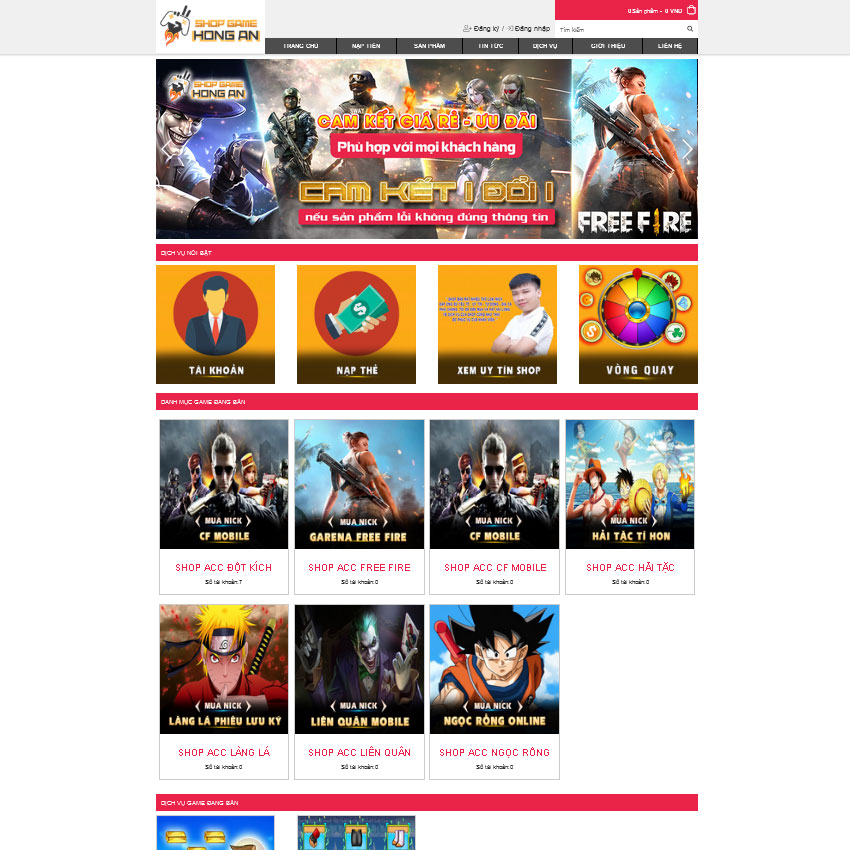 SHOP GAME
HONG AN
0 Sản phẩm - 0 VND
Đăng ký / Đăng nhập
Tìm kiếm
TRANG CHỦ
NẠP TIỀN
SẢN PHẨM
TIN TỨC
DỊCH VỤ
GIỚI THIỆU
LIÊN HỆ
SHOP GAME
HONG AN
SWAT
CAM KẾT GIÁ RẺ - ƯU ĐÃI
Phù hợp với mọi khách hàng
CAM KẾT 1 ĐỔI 1
nếu sản phẩm lỗi không đúng thông tin
FREE FIRE
DỊCH VỤ NỔI BẬT
TÀI KHOẢN
NẠP THẺ
XEM UY TÍN SHOP
VÒNG QUAY
DANH MỤC GAME ĐANG BÁN
MUA NICK
CF MOBILE
MUA NICK
GARENA FREE FIRE
MUA NICK
CF MOBILE
MUA NICK
HẢI TẶC TÍ HON
SHOP ACC ĐỘT KÍCH
SHOP ACC FREE FIRE
SHOP ACC CF MOBILE
SHOP ACC HẢI TẶC
Số tài khoản:7
Số tài khoản:0
Số tài khoản:0
Số tài khoản:0
MUA NICK
LÀNG LÁ PHIÊU LƯU KÝ
MUA NICK
LIÊN QUÂN MOBILE
MUA NICK
NGỌC RỒNG ONLINE
SHOP ACC LÀNG LÁ
SHOP ACC LIÊN QUÂN
SHOP ACC NGỌC RỒNG
Số tài khoản:0
Số tài khoản:0
Số tài khoản:0
DỊCH VỤ GAME ĐANG BÁN